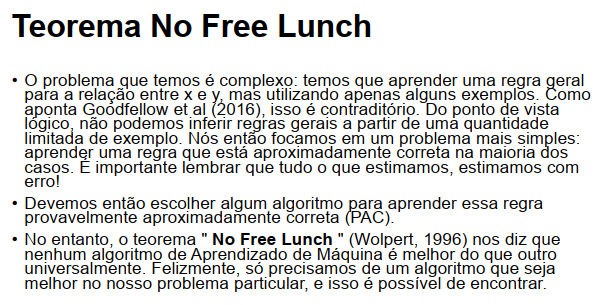 Teorema No Free Lunch
• O problema que temos é complexo: temos que aprender uma regra geral
para a relação entre x e y, mas utilizando apenas alguns exemplos. Como
aponta Goodfellow et al (2016), isso é contraditório. Do ponto de vista
lógico, não podemos inferir regras gerais a partir de uma quantidade
limitada de exemplo. Nós então focamos em um problema mais simples:
aprender uma regra que está aproximadamente correta na maioria dos
casos. É importante lembrar que tudo o que estimamos, estimamos com
erro!
• Devemos então escolher algum algoritmo para aprender essa regra
provavelmente aproximadamente correta (PAC).
• No entanto, o teorema " No Free Lunch " (Wolpert, 1996) nos diz que
nenhum algoritmo de Aprendizado de Máquina é melhor do que outro
universalmente. Felizmente, só precisamos de um algoritmo que seja
melhor no nosso problema particular, e isso é possível de encontrar.